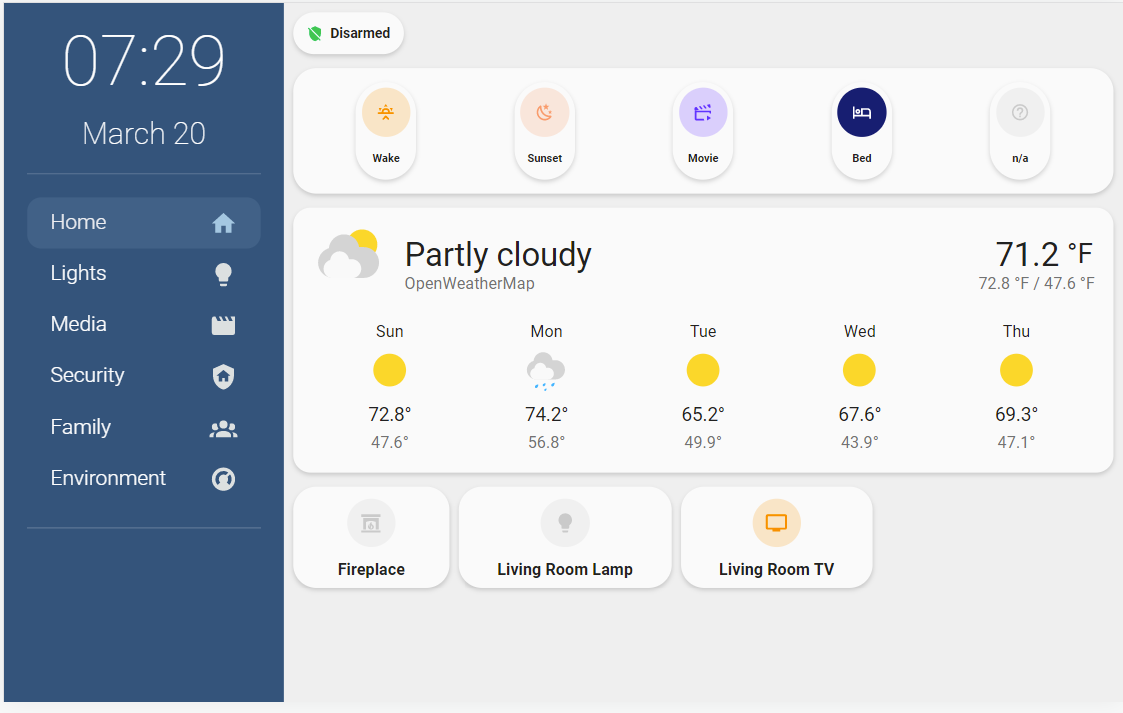 07:29
March 20
Home
Lights
Media
Security
Family
Environment
Disarmed
Wake
Sunset
Movie
Bed
n/a
Partly cloudy
OpenWeatherMap
71.2 °F
72.8 °F / 47.6 °F
Sun Mon Tue Wed Thu
72.8° 74.2° 65.2° 67.6° 69.3°
47.6° 56.8° 49.9° 43.9° 47.1°
Fireplace
Living Room Lamp
Living Room TV